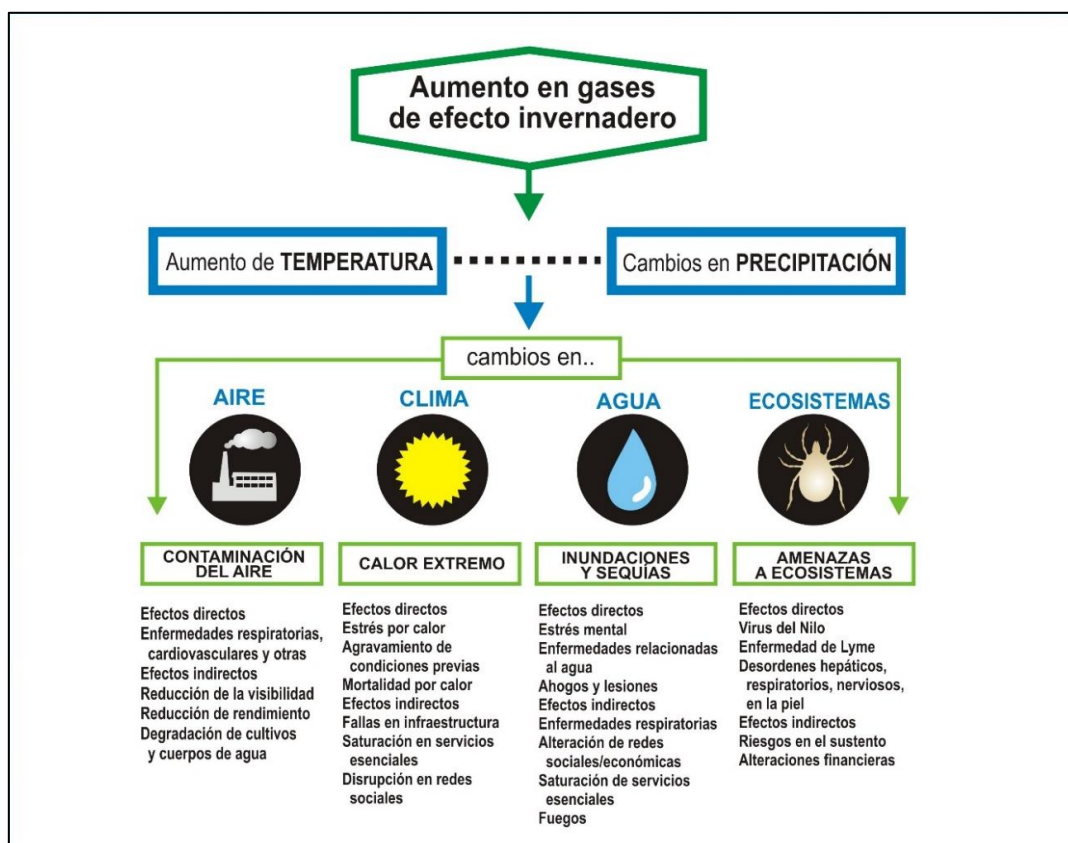 Aumento en gases
de efecto invernadero
Aumento de TEMPERATURA
Cambios en PRECIPITACIÓN
cambios en..
AIRE
CLIMA
AGUA
ECOSISTEMAS
CONTAMINACIÓN
DEL AIRE
Efectos directos
Enfermedades respiratorias,
cardiovasculares y otras
Efectos indirectos
Reducción de la visibilidad
Reducción de rendimiento
Degradación de cultivos
y cuerpos de agua
CALOR EXTREMO
Efectos directos
Estrés por calor
Agravamiento de
condiciones previas
Mortalidad por calor
Efectos indirectos
Fallas en infraestructura
Saturación en servicios
esenciales
Disrupción en redes
sociales
INUNDACIONES
Y SEQUÍAS
Efectos directos
Estrés mental
Enfermedades relacionadas
al agua
Ahogos y lesiones
Efectos indirectos
Enfermedades respiratorias
Alteración de redes
sociales/económicas
Saturación de servicios
esenciales
Fuegos
AMENAZAS
A ECOSISTEMAS
Efectos directos
Virus del Nilo
Enfermedad de Lyme
Desordenes hepáticos,
respiratorios, nerviosos,
en la piel
Efectos indirectos
Riesgos en el sustento
Alteraciones financieras